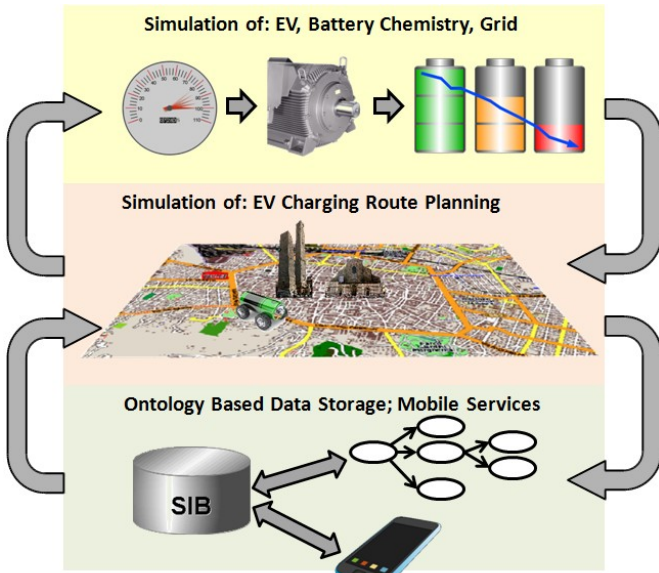 Simulation of: EV, Battery Chemistry, Grid
Simulation of: EV Charging Route Planning
Ontology Based Data Storage; Mobile Services
SIB